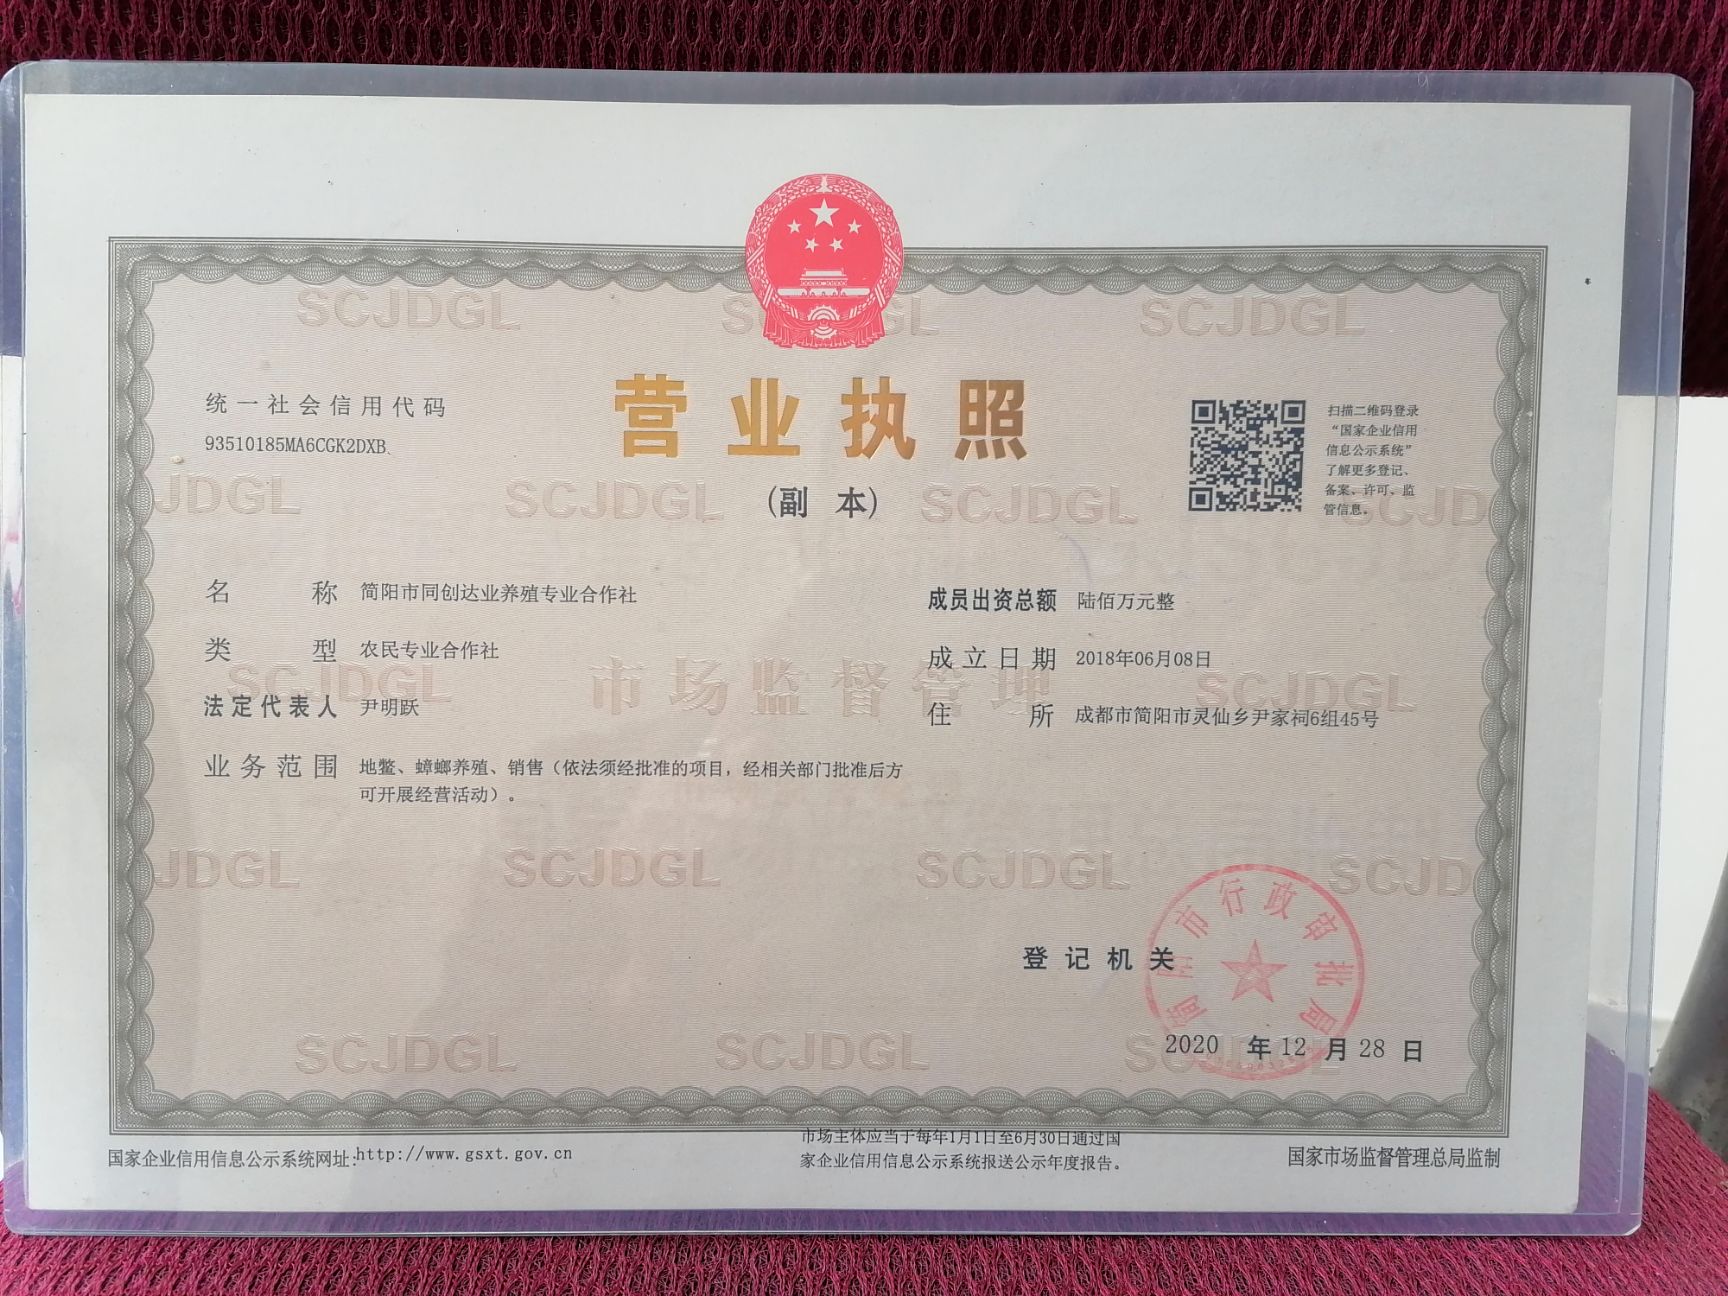 统一社会信用代码
93510185MA6CGK2DXB
营业执照
(副 本)
扫描二维码登录
“国家企业信用
信息公示系统”
了解更多登记、
备案、许可、监
管信息。
名 称 简阳市同创达业养殖专业合作社
类 型 农民专业合作社
法定代表人 尹明跃
业务范围 地鳖、蟑螂养殖、销售（依法须经批准的项目，经相关部门批准后方
可开展经营活动）。
成员出资总额 陆佰万元整
成立日期 2018年06月08日
住 所 成都市简阳市灵仙乡尹家祠6组45号
SCJDGL
市场监督管理
登记机关
简阳市行政审批局
2020 年 12 月 28 日
国家企业信用信息公示系统网址:http://www.gsxt.gov.cn
市场主体应当于每年1月1日至6月30日通过国
家企业信用信息公示系统报送公示年度报告。
国家市场监督管理总局监制